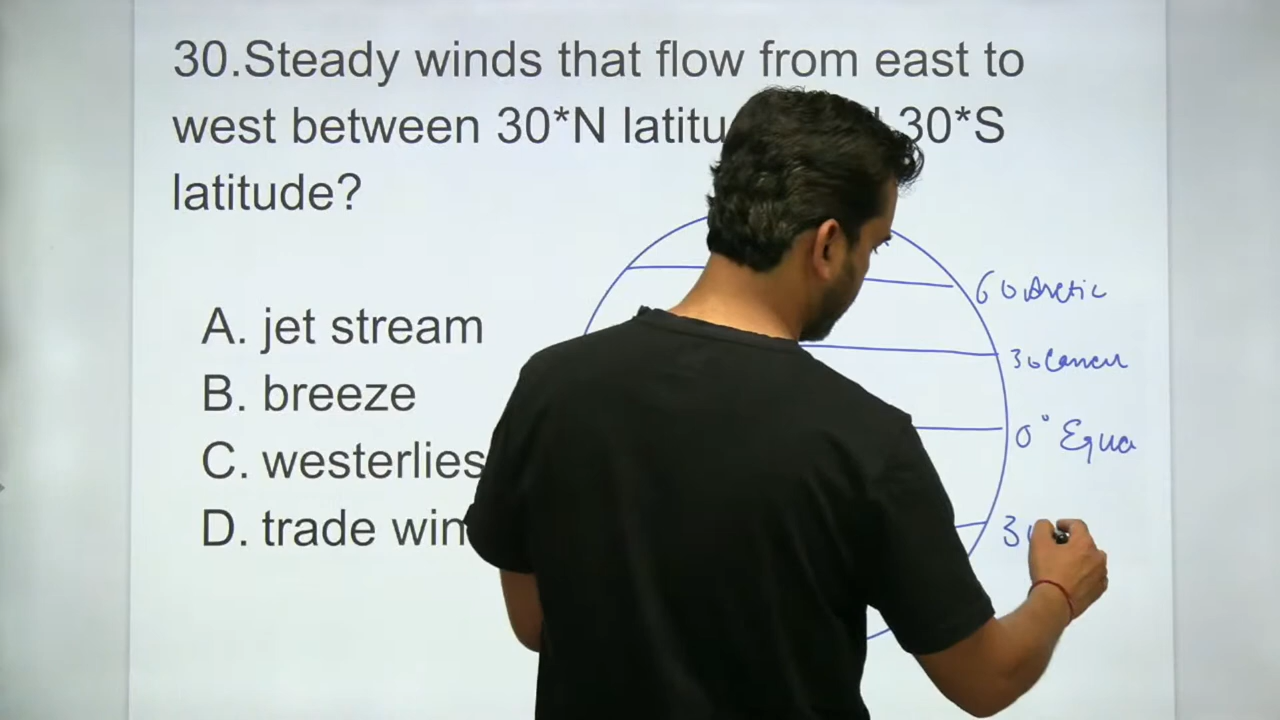 30.Steady winds that flow from east to
west between 30*N latitu 30*S
latitude?
A. jet stream
B. breeze
C. westerlies
D. trade win
60 Arctic
30 Cancer
0° Equa
3